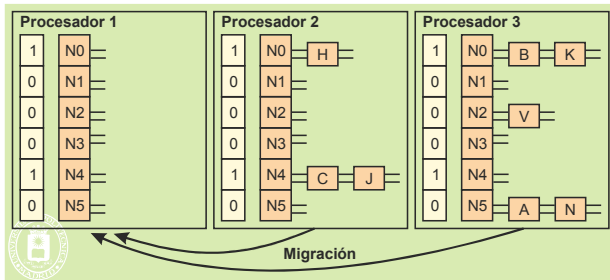 Procesador 1
1 N0
0 N1
0 N2
0 N3
1 N4
0 N5
Procesador 2
1 N0 H
0 N1
0 N2
0 N3
1 N4 C J
0 N5
Procesador 3
1 N0 B K
0 N1
0 N2 V
0 N3
1 N4
0 N5 A N
Migración